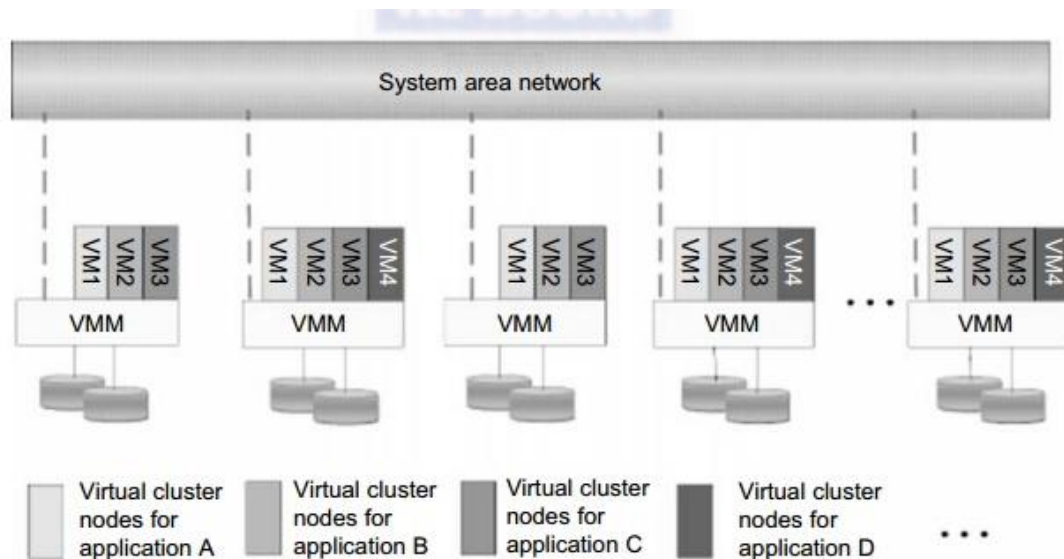 System area network
VM1 VM2 VM3
VM1 VM2 VM3 VM4
VM1 VM2 VM3
VM1 VM2 VM3 VM4
VM1 VM2 VM3 VM4
VMM
VMM
VMM
VMM
• • •
VMM
Virtual cluster
nodes for
application A
Virtual cluster
nodes for
application B
Virtual cluster
nodes for
application C
Virtual cluster
nodes for
application D
• • •